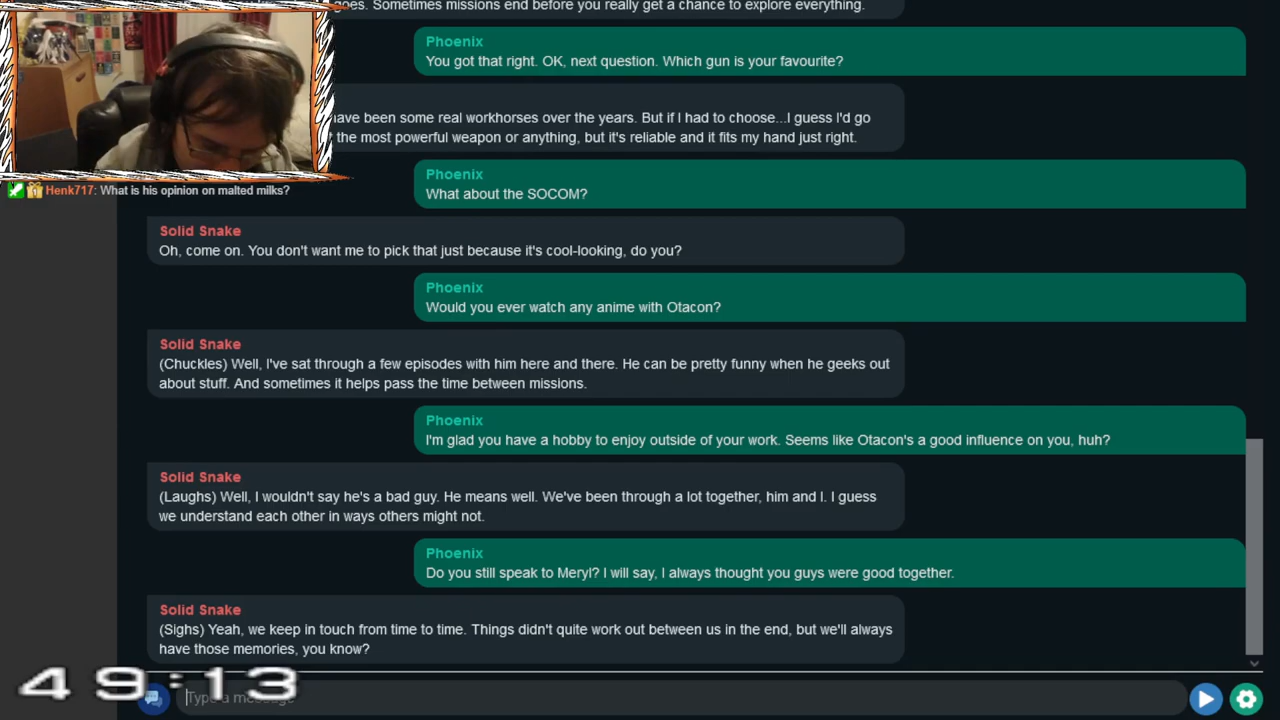 goes. Sometimes missions end before you really get a chance to explore everything.
Phoenix
You got that right. OK, next question. Which gun is your favourite?
have been some real workhorses over the years. But if I had to choose...I guess I'd go
the most powerful weapon or anything, but it's reliable and it fits my hand just right.
Phoenix
What about the SOCOM?
Henk717: What is his opinion on malted milks?
Solid Snake
Oh, come on. You don't want me to pick that just because it's cool-looking, do you?
Phoenix
Would you ever watch any anime with Otacon?
Solid Snake
(Chuckles) Well, I've sat through a few episodes with him here and there. He can be pretty funny when he geeks out
about stuff. And sometimes it helps pass the time between missions.
Phoenix
I'm glad you have a hobby to enjoy outside of your work. Seems like Otacon's a good influence on you, huh?
Solid Snake
(Laughs) Well, I wouldn't say he's a bad guy. He means well. We've been through a lot together, him and I. I guess
we understand each other in ways others might not.
Phoenix
Do you still speak to Meryl? I will say, I always thought you guys were good together.
Solid Snake
(Sighs) Yeah, we keep in touch from time to time. Things didn't quite work out between us in the end, but we'll always
have those memories, you know?
49:13
Type a message